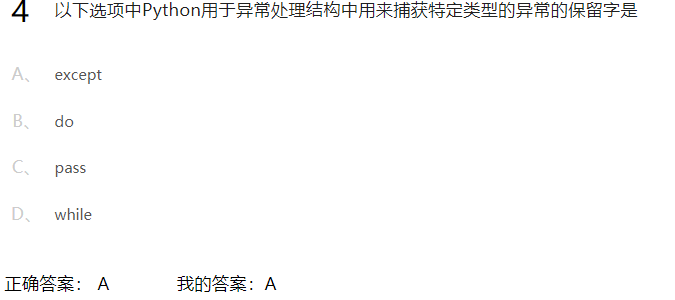 4 以下选项中Python用于异常处理结构中用来捕获特定类型的异常的保留字是
A、 except
B、 do
C、 pass
D、 while
正确答案： A 我的答案：A